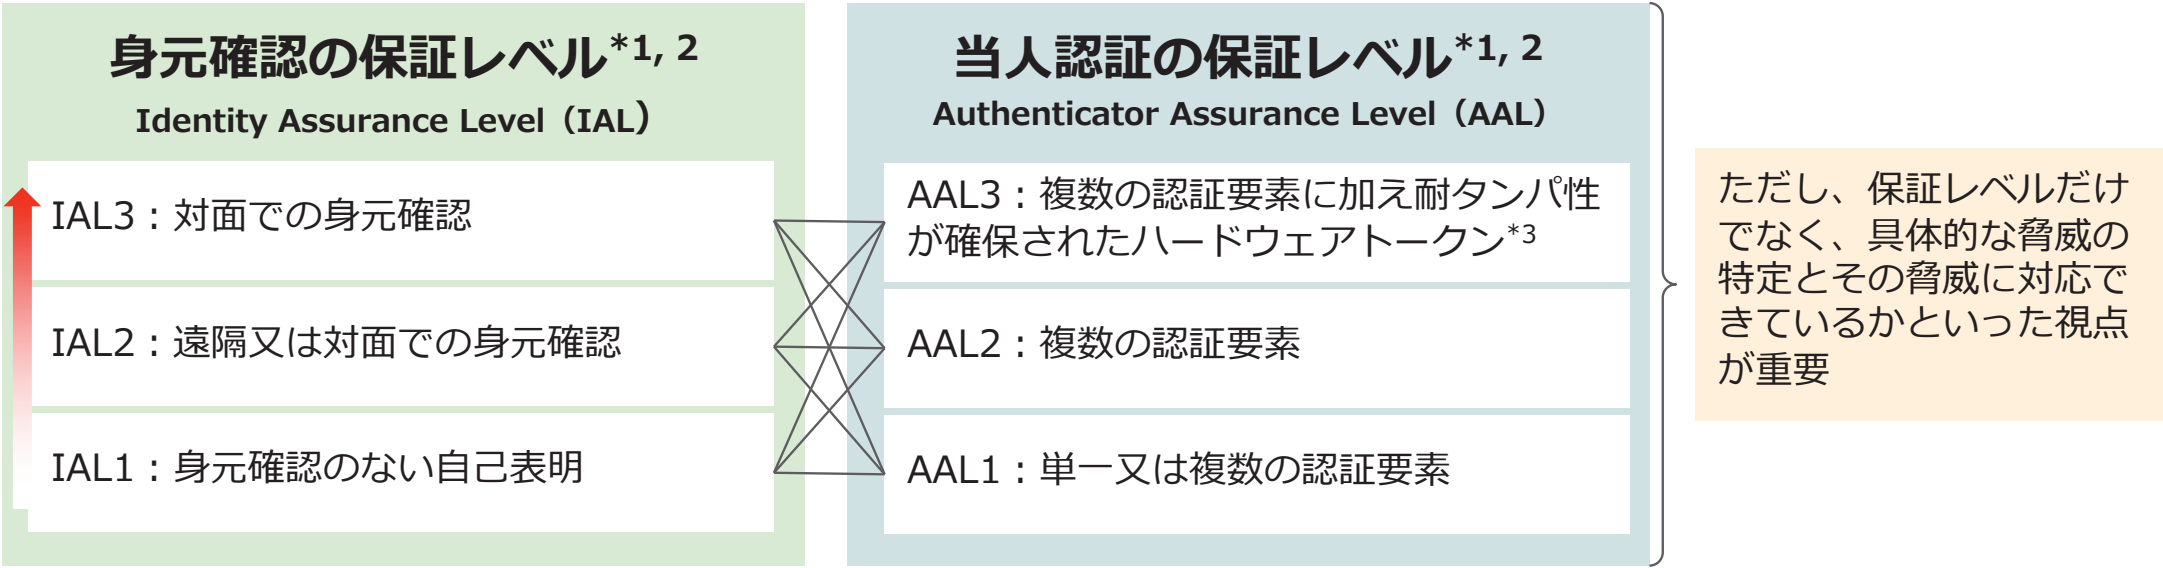 身元確認の保証レベル*1, 2
Identity Assurance Level（IAL）
IAL3：対面での身元確認
IAL2：遠隔又は対面での身元確認
IAL1：身元確認のない自己表明
当人認証の保証レベル*1, 2
Authenticator Assurance Level（AAL）
AAL3：複数の認証要素に加え耐タンパ性
が確保されたハードウェアトークン*3
AAL2：複数の認証要素
AAL1：単一又は複数の認証要素
ただし、保証レベルだけ
でなく、具体的な脅威の
特定とその脅威に対応で
きているかといった視点
が重要